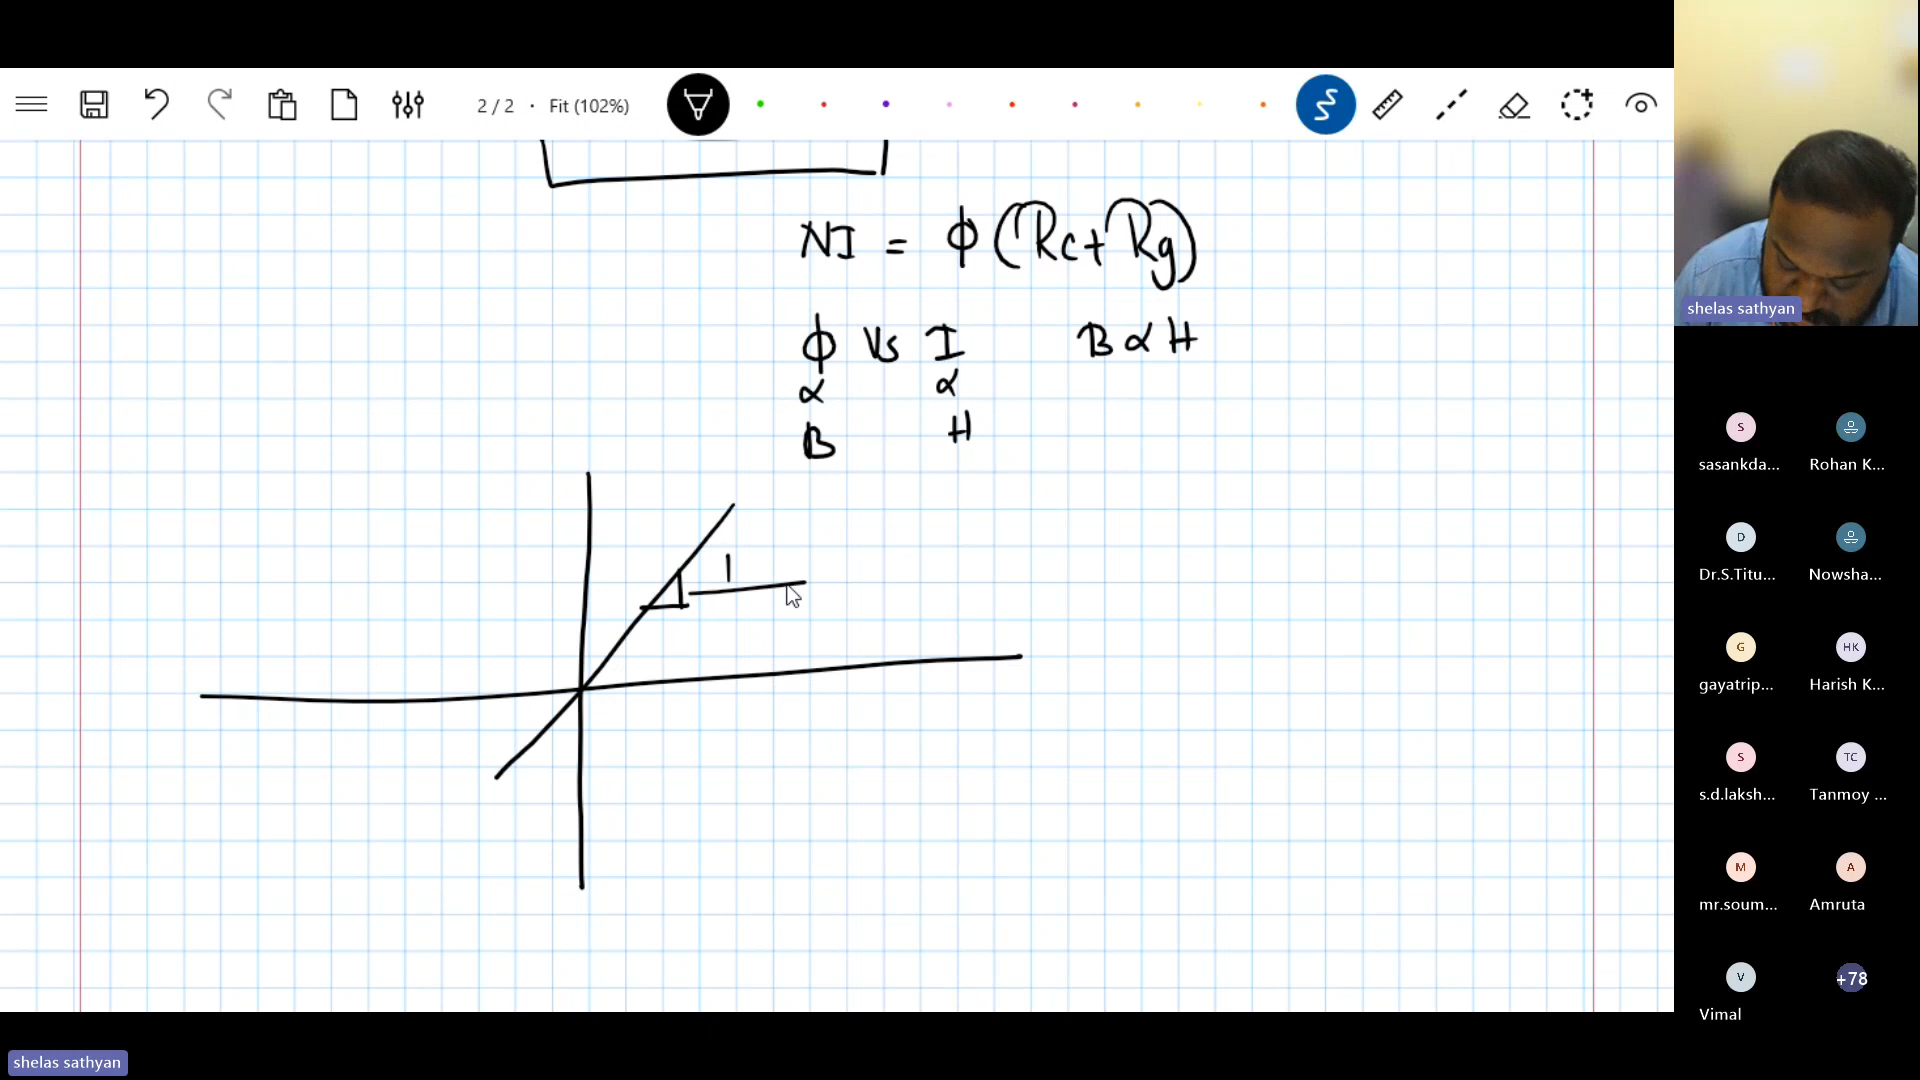 2 / 2 · Fit (102%)
NI = ϕ (Rc + Rg)
ϕ Vs I B α H
α α
B H
1
shelas sathyan
S
sasankda...
Rohan K...
D
Dr.S.Titu...
Nowsha...
G
gayatrip...
HK
Harish K...
S
s.d.laksh...
TC
Tanmoy ...
M
mr.soum...
A
Amruta
V
Vimal
+78
shelas sathyan